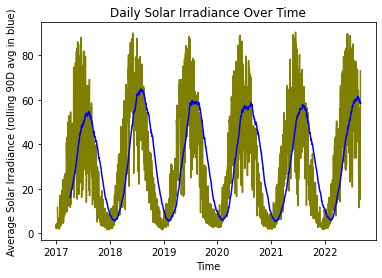 Daily Solar Irradiance Over Time
Average Solar Irradiance (rolling 90D avg in blue)
80
60
40
20
0
2017 2018 2019 2020 2021 2022
Time